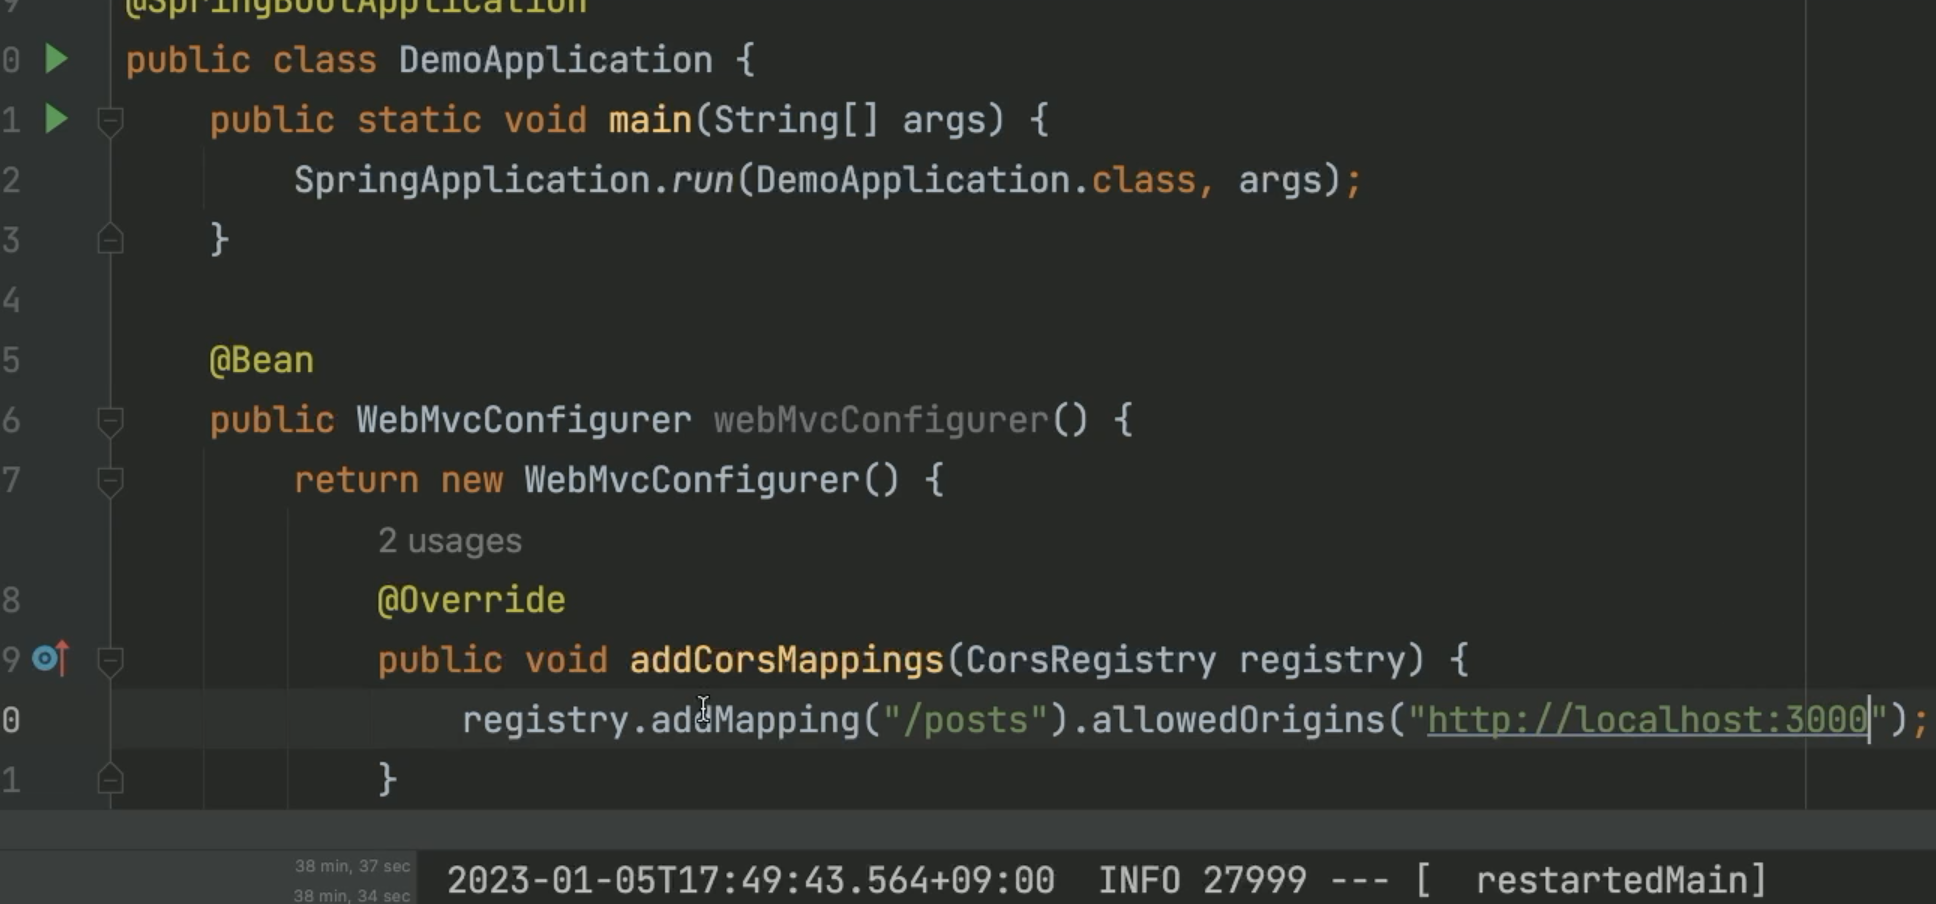 @SpringBootApplication
0 public class DemoApplication {
1 public static void main(String[] args) {
2 SpringApplication.run(DemoApplication.class, args);
3 }
4
5 @Bean
6 public WebMvcConfigurer webMvcConfigurer() {
7 return new WebMvcConfigurer() {
2 usages
8 @Override
9 public void addCorsMappings(CorsRegistry registry) {
0 registry.addMapping("/posts").allowedOrigins("http://localhost:3000");
1 }
38 min, 37 sec
38 min, 34 sec
2023-01-05T17:49:43.564+09:00  INFO 27999 --- [  restartedMain]